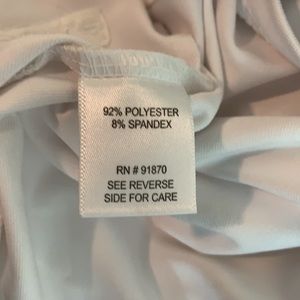 92% POLYESTER
8% SPANDEX
RN # 91870
SEE REVERSE
SIDE FOR CARE